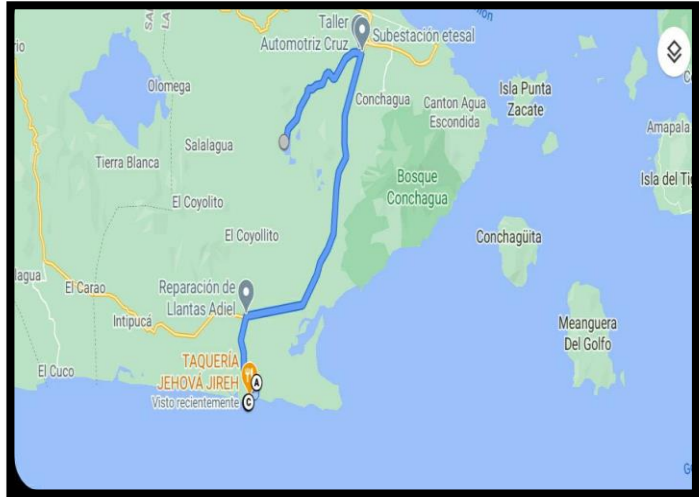 Taller
Automotriz Cruz
Subestación etesal
Olomega
Conchagua
Canton Agua
Escondida
Isla Punta
Zacate
Amapala
Salalagua
Tierra Blanca
Bosque
Conchagua
Isla del Ti
El Coyolito
Conchagüita
El Coyollito
lagua
El Carao
Reparación de
Llantas Adiel
Intipucá
Meanguera
Del Golfo
El Cuco
TAQUERÍA
JEHOVÁ JIREH
Visto recientemente
A
C